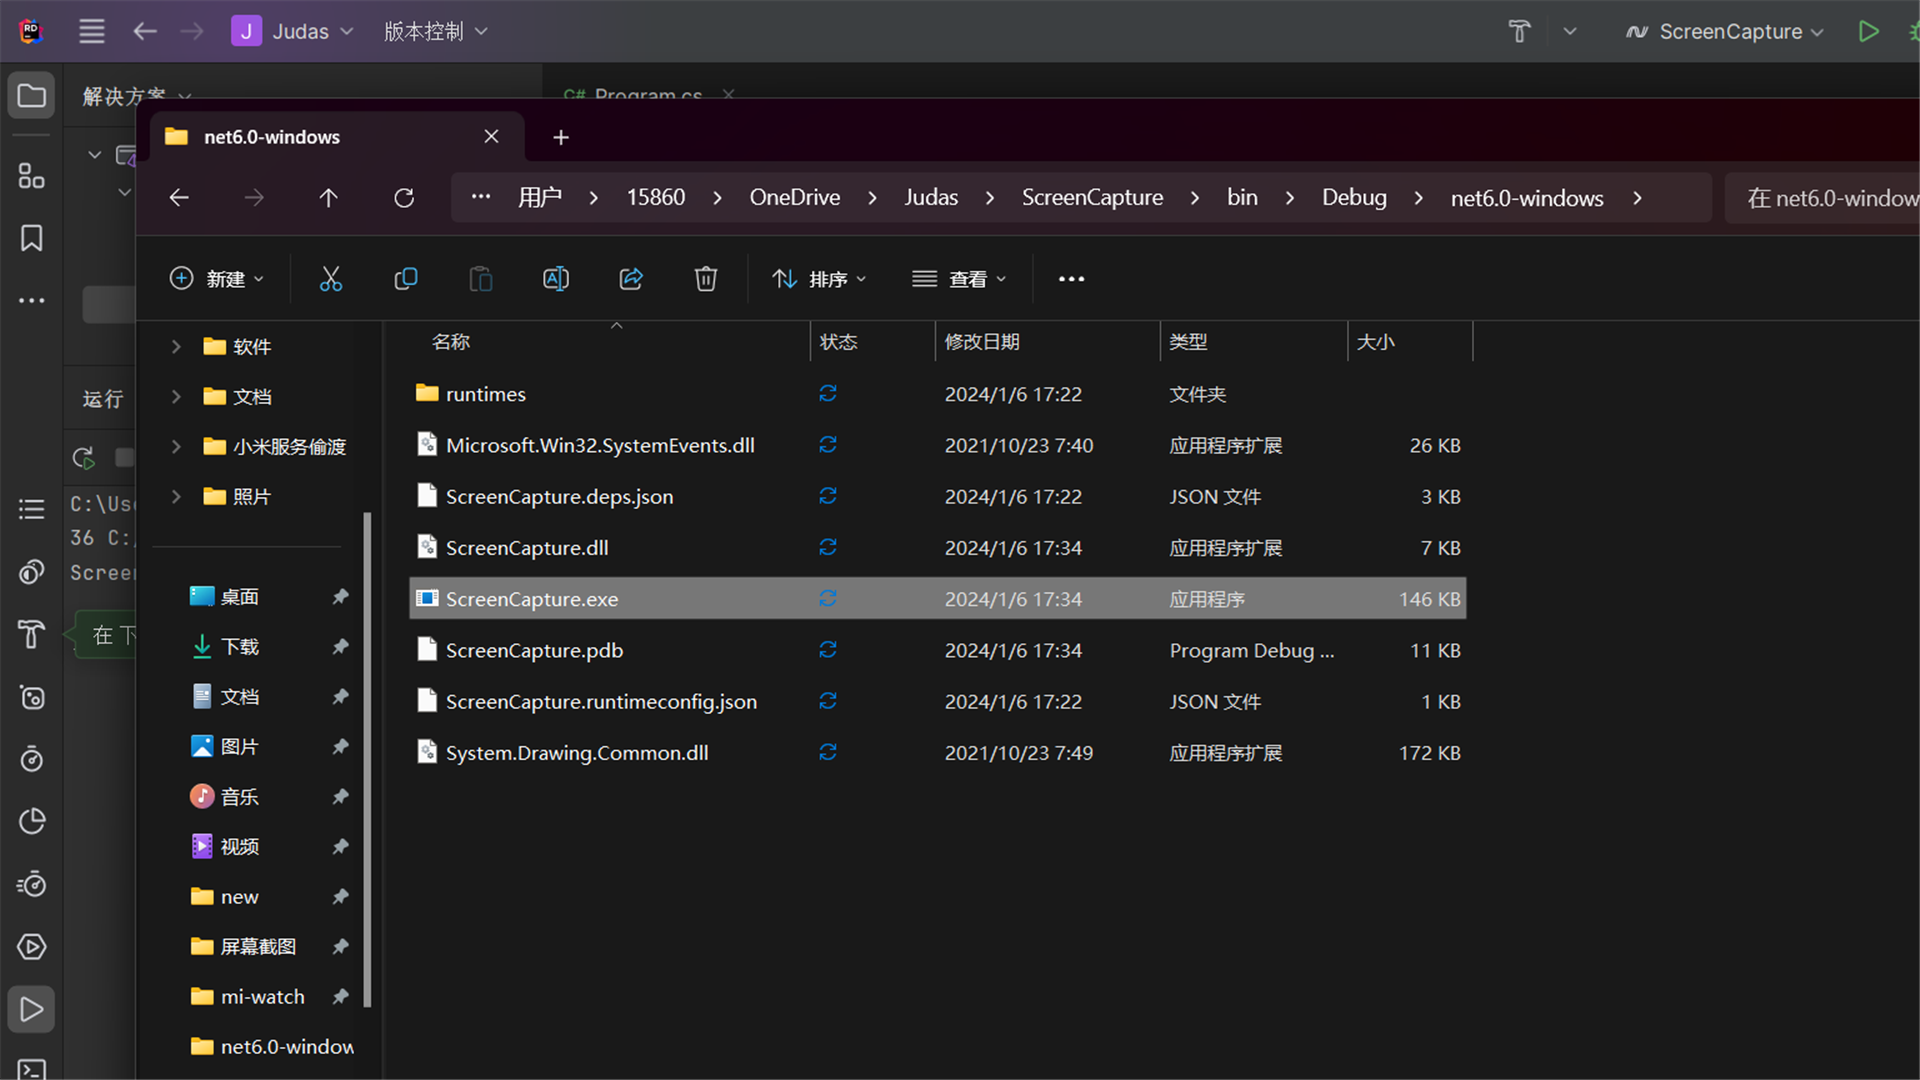 RD
J Judas 版本控制 ScreenCapture
解决方案 C# Program.cs
net6.0-windows
用户 › 15860 › OneDrive › Judas › ScreenCapture › bin › Debug › net6.0-windows › 在 net6.0-window
新建 排序 查看
名称 状态 修改日期 类型 大小
软件
文档
小米服务偷渡
照片
运行
C:\Use
36 C:
Screen
在 下
桌面
下载
文档
图片
音乐
视频
new
屏幕截图
mi-watch
net6.0-window
runtimes 2024/1/6 17:22 文件夹
Microsoft.Win32.SystemEvents.dll 2021/10/23 7:40 应用程序扩展 26 KB
ScreenCapture.deps.json 2024/1/6 17:22 JSON 文件 3 KB
ScreenCapture.dll 2024/1/6 17:34 应用程序扩展 7 KB
ScreenCapture.exe 2024/1/6 17:34 应用程序 146 KB
ScreenCapture.pdb 2024/1/6 17:34 Program Debug ... 11 KB
ScreenCapture.runtimeconfig.json 2024/1/6 17:22 JSON 文件 1 KB
System.Drawing.Common.dll 2021/10/23 7:49 应用程序扩展 172 KB